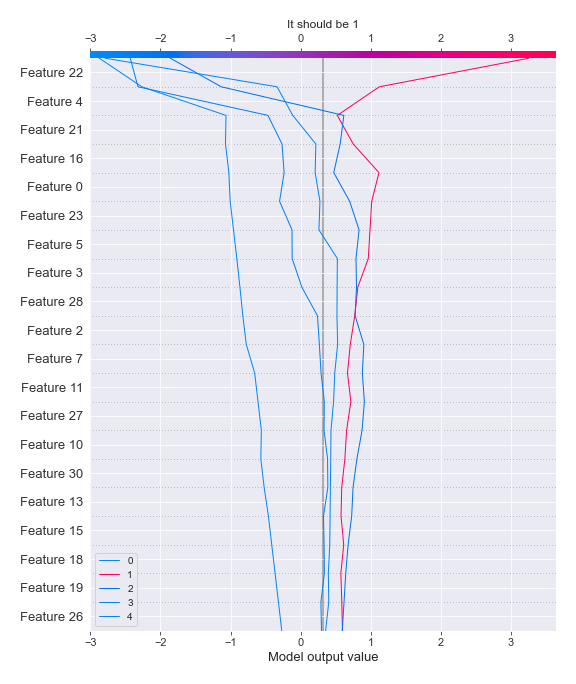 It should be 1
−3 −2 −1 0 1 2 3
Feature 22
Feature 4
Feature 21
Feature 16
Feature 0
Feature 23
Feature 5
Feature 3
Feature 28
Feature 2
Feature 7
Feature 11
Feature 27
Feature 10
Feature 30
Feature 13
Feature 15
Feature 18
Feature 19
Feature 26
0
1
2
3
4
−3 −2 −1 0 1 2 3
Model output value